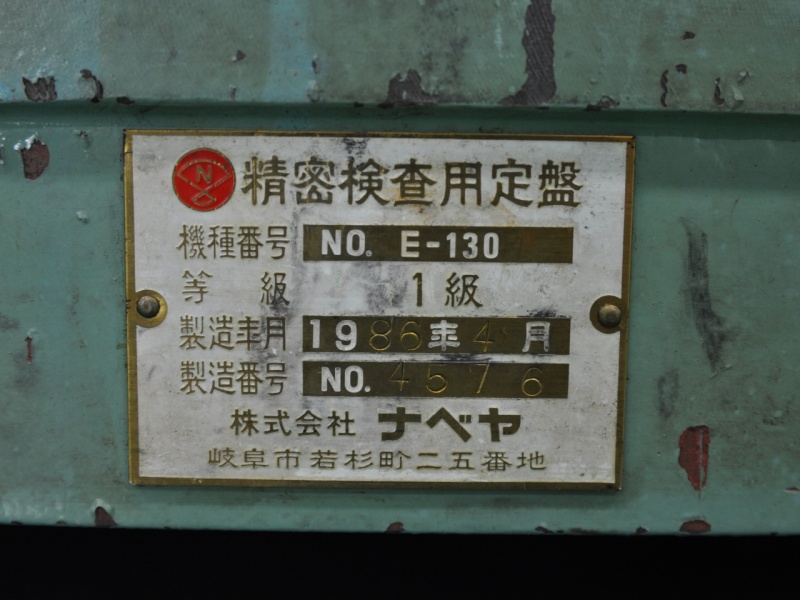 N 精密検査用定盤
機種番号 NO. E-130
等級 1級
製造年月 1986年4月
製造番号 NO. 4576
株式会社 ナベヤ
岐阜市若杉町二五番地